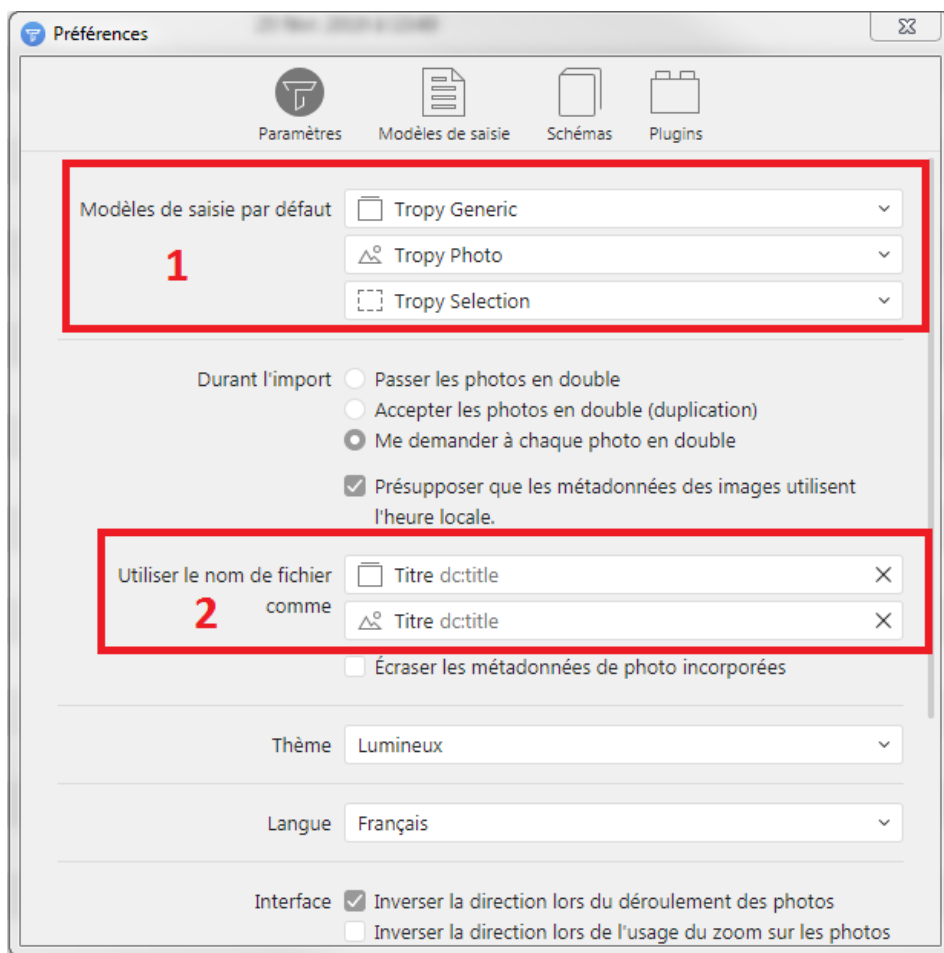 Préférences
Paramètres Modèles de saisie Schémas Plugins
Modèles de saisie par défaut Tropy Generic
1 Tropy Photo
Tropy Selection
Durant l'import Passer les photos en double
Accepter les photos en double (duplication)
Me demander à chaque photo en double
Présupposer que les métadonnées des images utilisent
l'heure locale.
Utiliser le nom de fichier Titre dc:title
comme
2 Titre dc:title
Écraser les métadonnées de photo incorporées
Thème Lumineux
Langue Français
Interface Inverser la direction lors du déroulement des photos
Inverser la direction lors de l'usage du zoom sur les photos